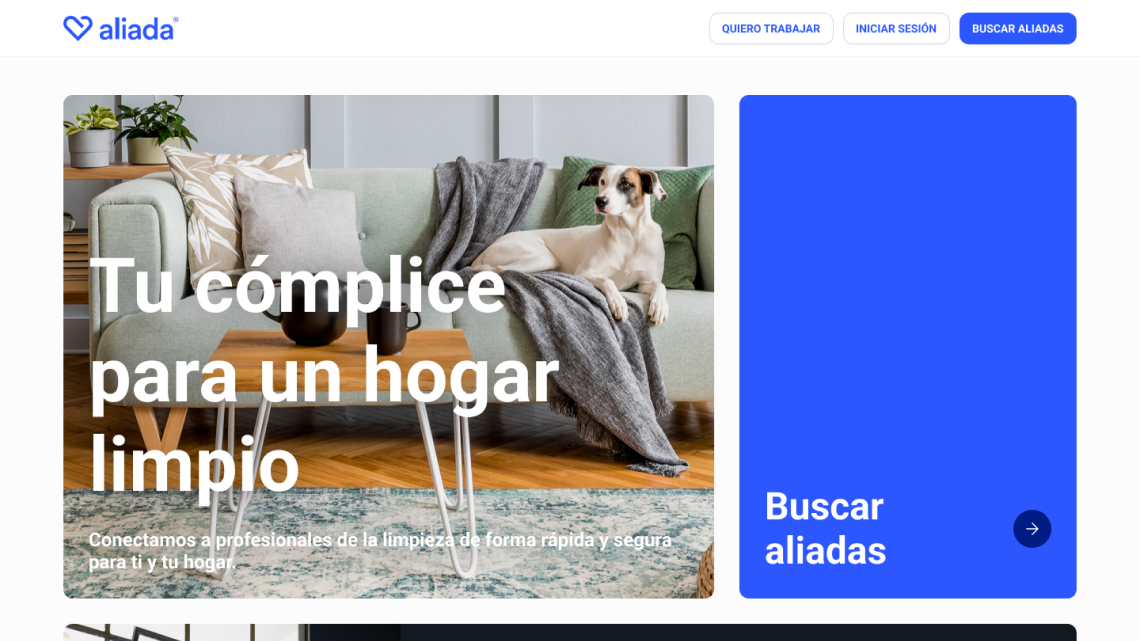 aliada®
QUIERO TRABAJAR
INICIAR SESIÓN
BUSCAR ALIADAS
Tu cómplice
para un hogar
limpio
Conectamos a profesionales de la limpieza de forma rápida y segura
para ti y tu hogar.
Buscar
aliadas